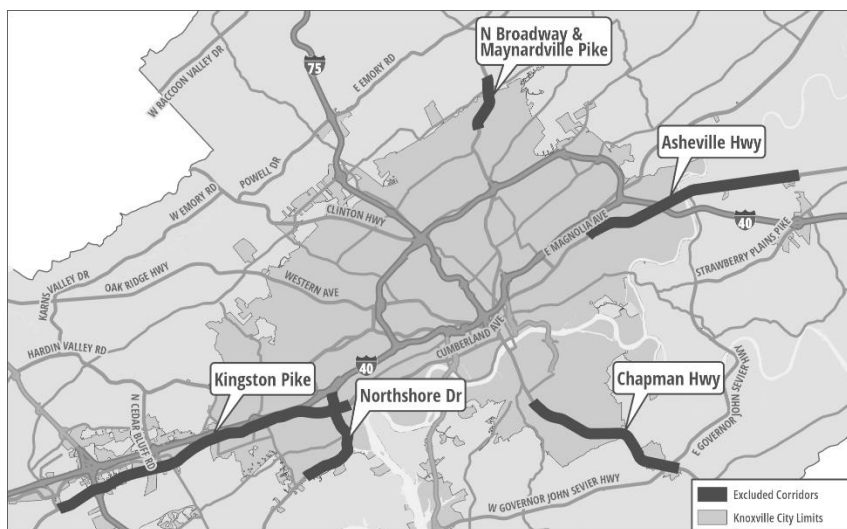 N Broadway &
Maynardville Pike
75
W RACCOON VALLEY DR
E EMORY RD
Asheville Hwy
POWELL DR
W EMORY RD
CLINTON HWY
E MAGNOLIA AVE
40
STRAWBERRY PLAINS PIKE
KARNS VALLEY DR
OAK RIDGE HWY
WESTERN AVE
CUMBERLAND AVE
HARDIN VALLEY RD
40
Kingston Pike
Northshore Dr
Chapman Hwy
N CEDAR BLUFF RD
E GOVERNOR JOHN SEVIER HWY
W GOVERNOR JOHN SEVIER HWY
Excluded Corridors
Knoxville City Limits